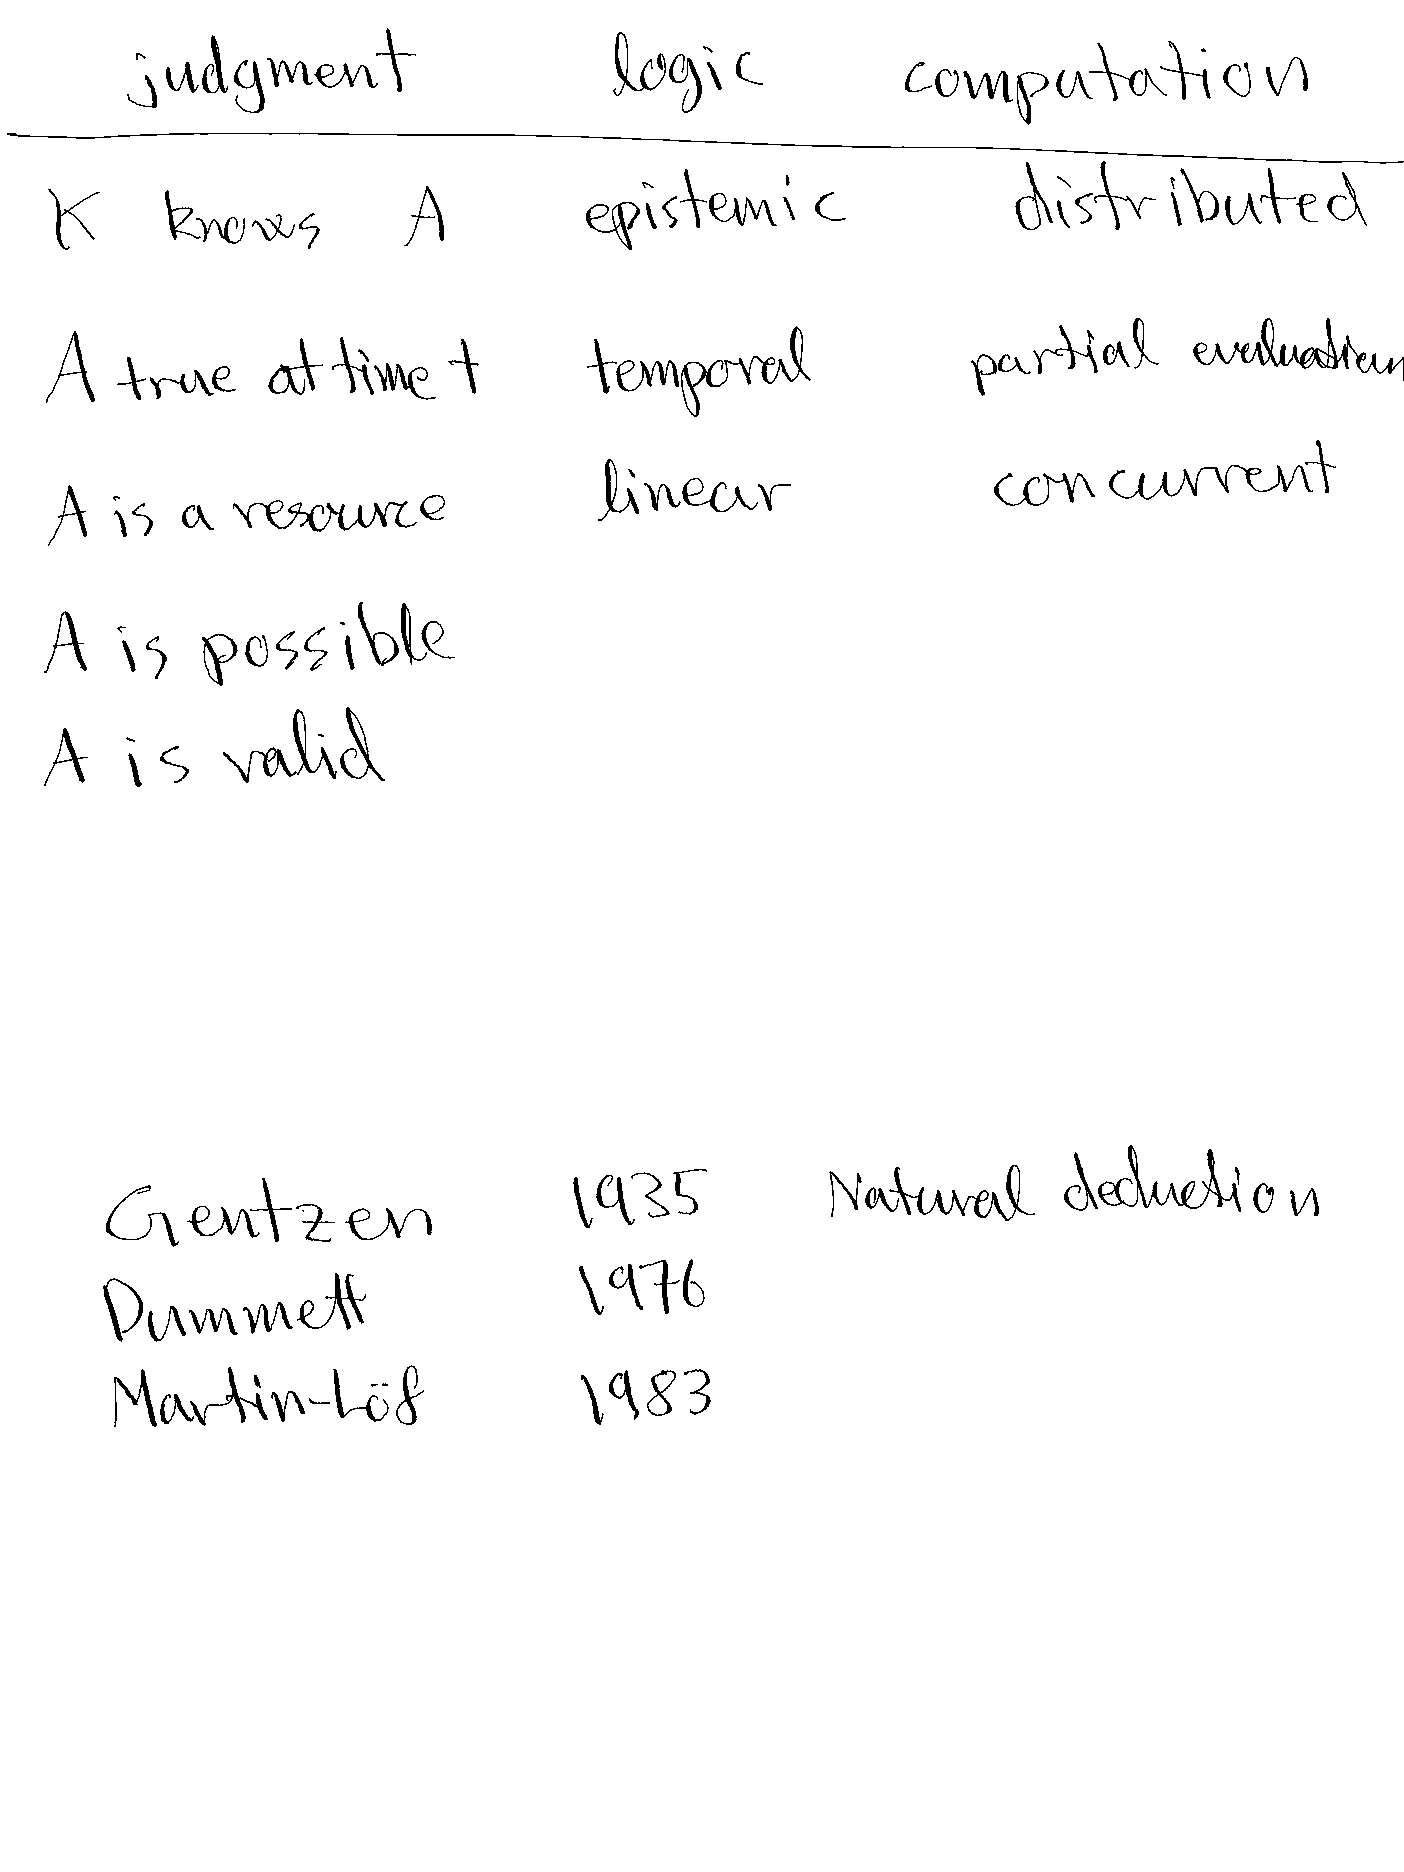 judgment logic computation
K knows A epistemic distributed
A true at time t temporal partial evaluation
A is a resource linear concurrent
A is possible
A is valid
Gentzen 1935 Natural deduction
Dummett 1976
Martin-Löf 1983